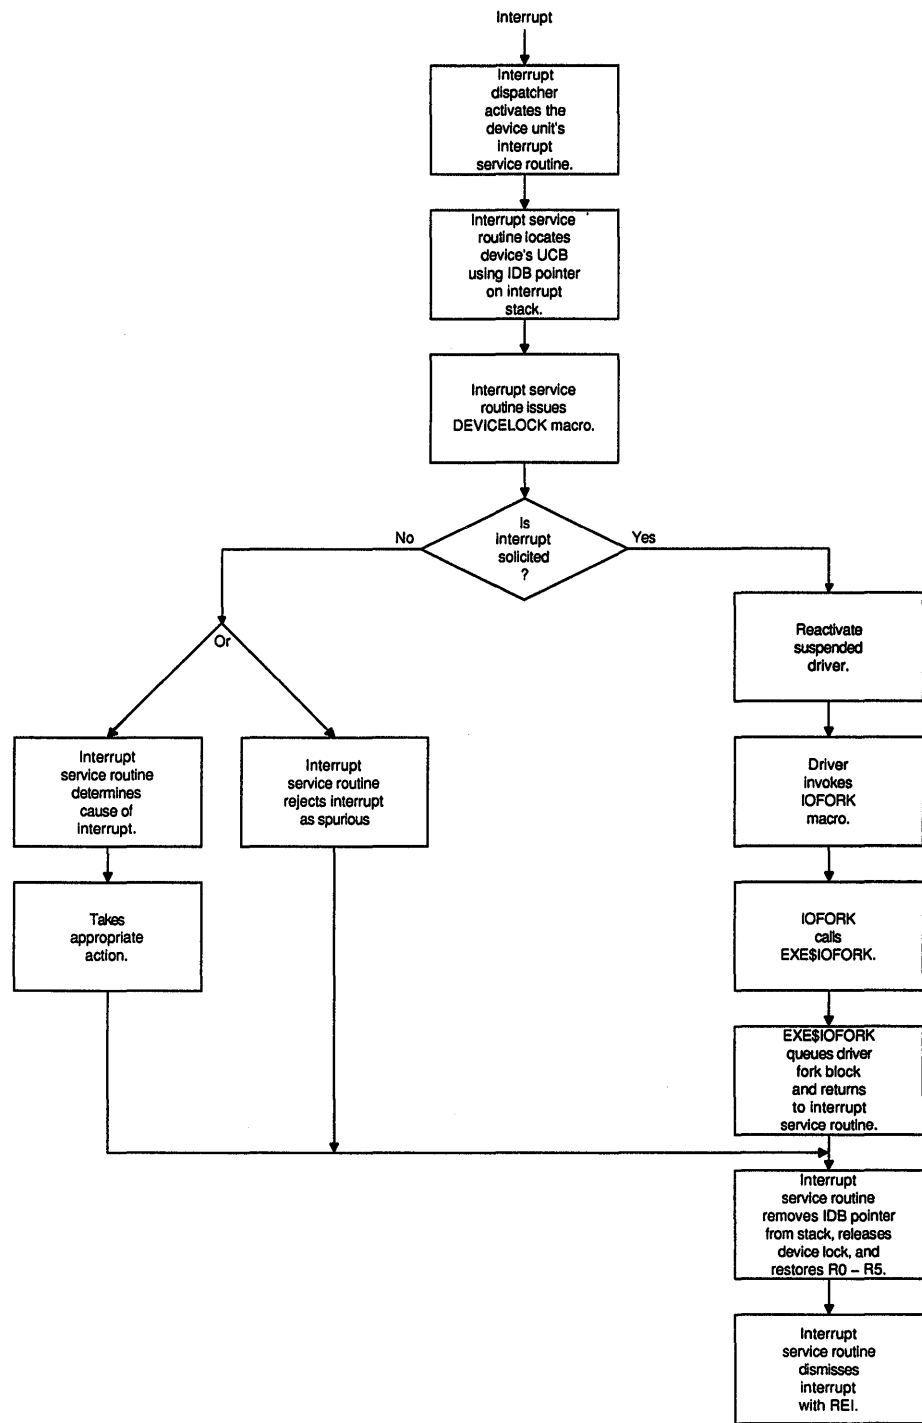 Interrupt
Interrupt
dispatcher
activates the
device unit's
interrupt
service routine.
Interrupt service
routine locates
device's UCB
using IDB pointer
on interrupt
stack.
Interrupt service
routine issues
DEVICELOCK macro.
No
Is
interrupt
solicited
?
Yes
Or
Reactivate
suspended
driver.
Interrupt
service routine
determines
cause of
interrupt.
Interrupt
service routine
rejects interrupt
as spurious
Driver
invokes
IOFORK
macro.
Takes
appropriate
action.
IOFORK
calls
EXE$IOFORK.
EXE$IOFORK
queues driver
fork block
and returns
to interrupt
service routine.
Interrupt
service routine
removes IDB pointer
from stack, releases
device lock, and
restores R0 – R5.
Interrupt
service routine
dismisses
interrupt
with REI.